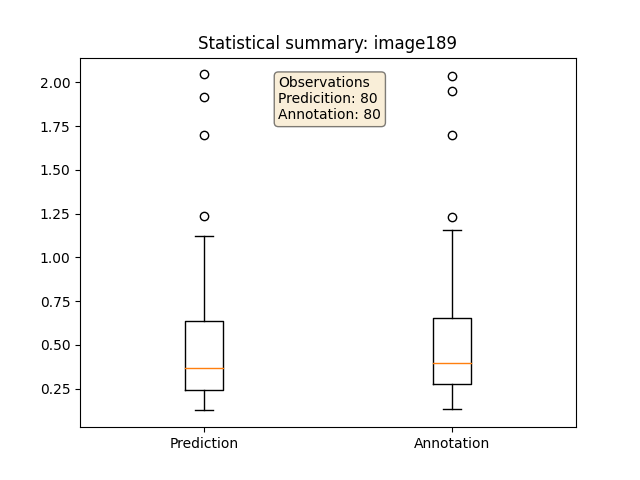 Statistical summary: image189
Observations
Predicition: 80
Annotation: 80
2.00
1.75
1.50
1.25
1.00
0.75
0.50
0.25
Prediction
Annotation